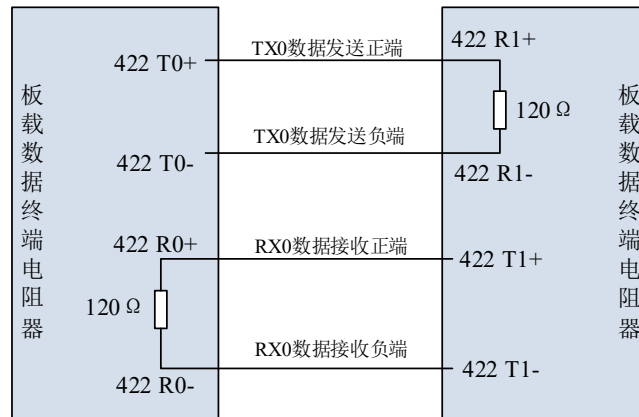 422 T0+
TX0数据发送正端
422 R1+
120 Ω
TX0数据发送负端
422 T0-
422 R1-
板载数据终端电阻器
板载数据终端电阻器
422 R0+
RX0数据接收正端
422 T1+
120 Ω
RX0数据接收负端
422 R0-
422 T1-